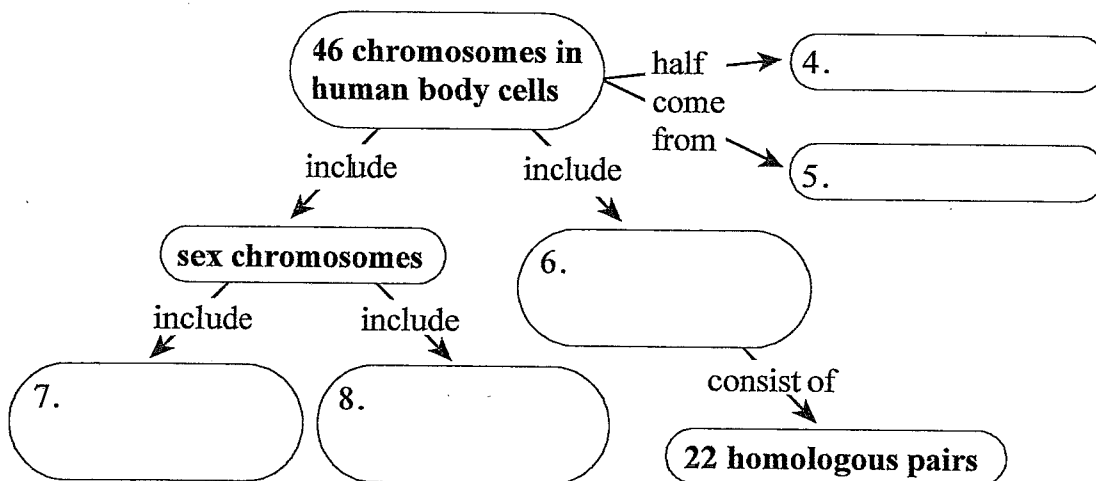 46 chromosomes in
human body cells
half
come
from
4.
5.
include
include
sex chromosomes
6.
include
include
7.
8.
consist of
22 homologous pairs